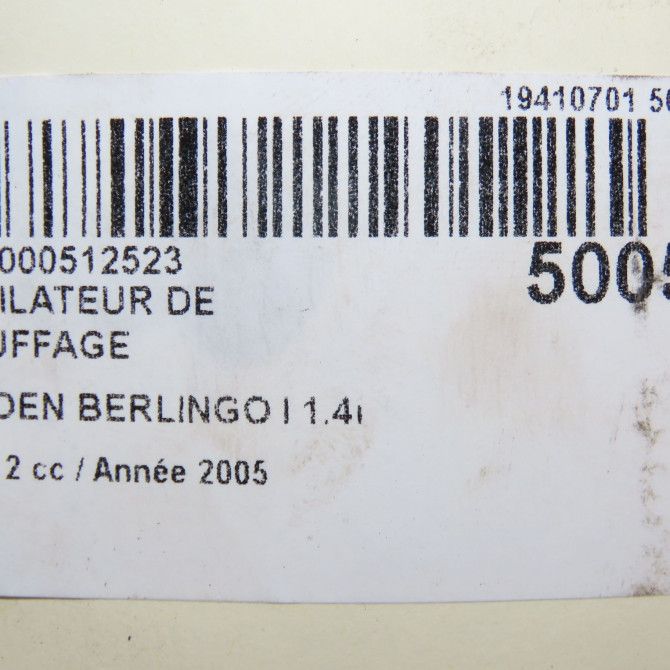 19410701 50
000512523
5005
ILATEUR DE
UFFAGE
DEN BERLINGO I 1.4i
2 cc / Année 2005